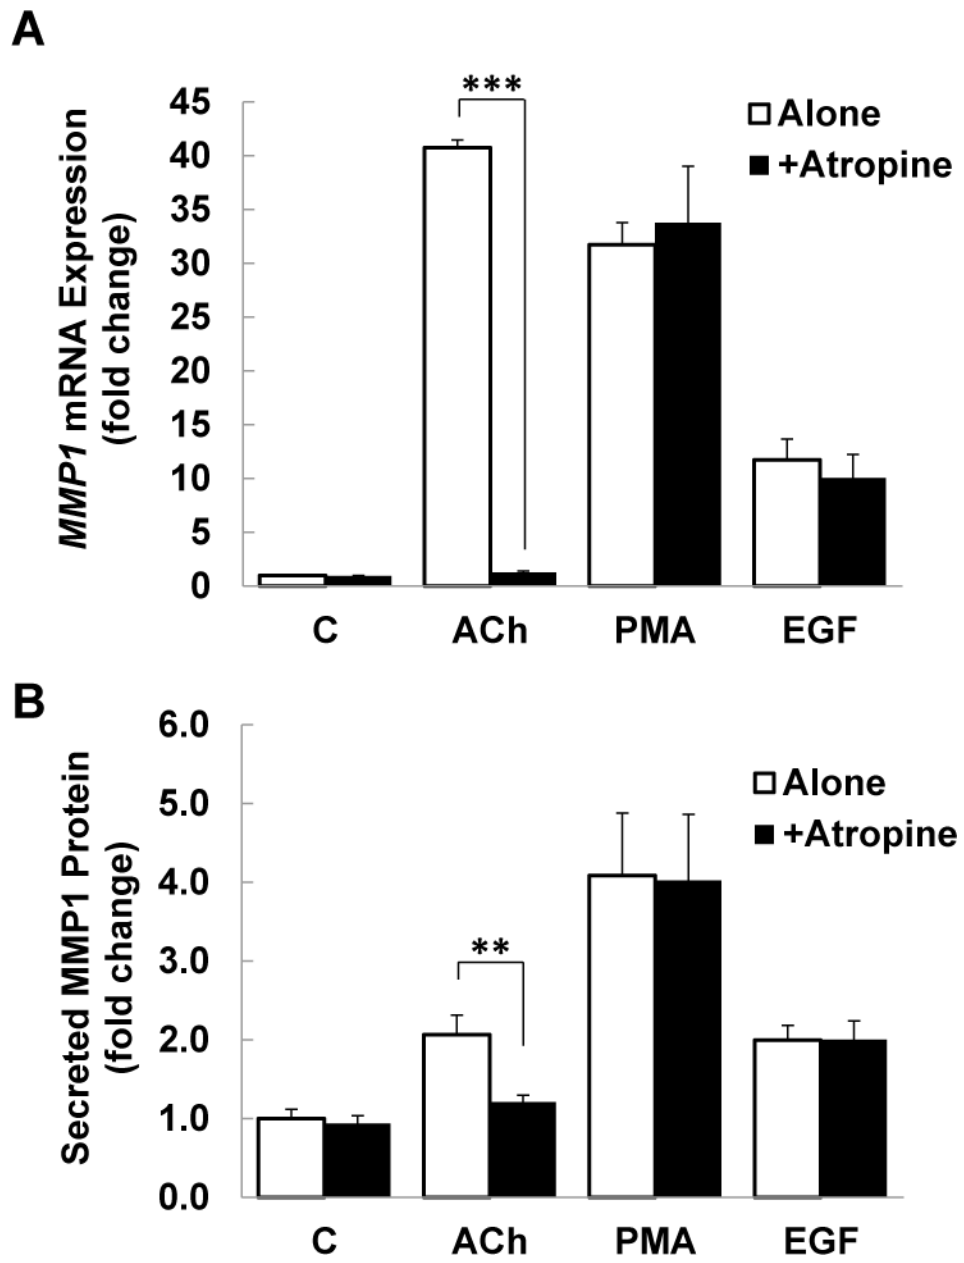 A
MMP1 mRNA Expression
(fold change)
45
40
35
30
25
20
15
10
5
0
***
Alone
+Atropine
C
ACh
PMA
EGF
B
Secreted MMP1 Protein
(fold change)
6.0
5.0
4.0
3.0
2.0
1.0
0.0
**
Alone
+Atropine
C
ACh
PMA
EGF